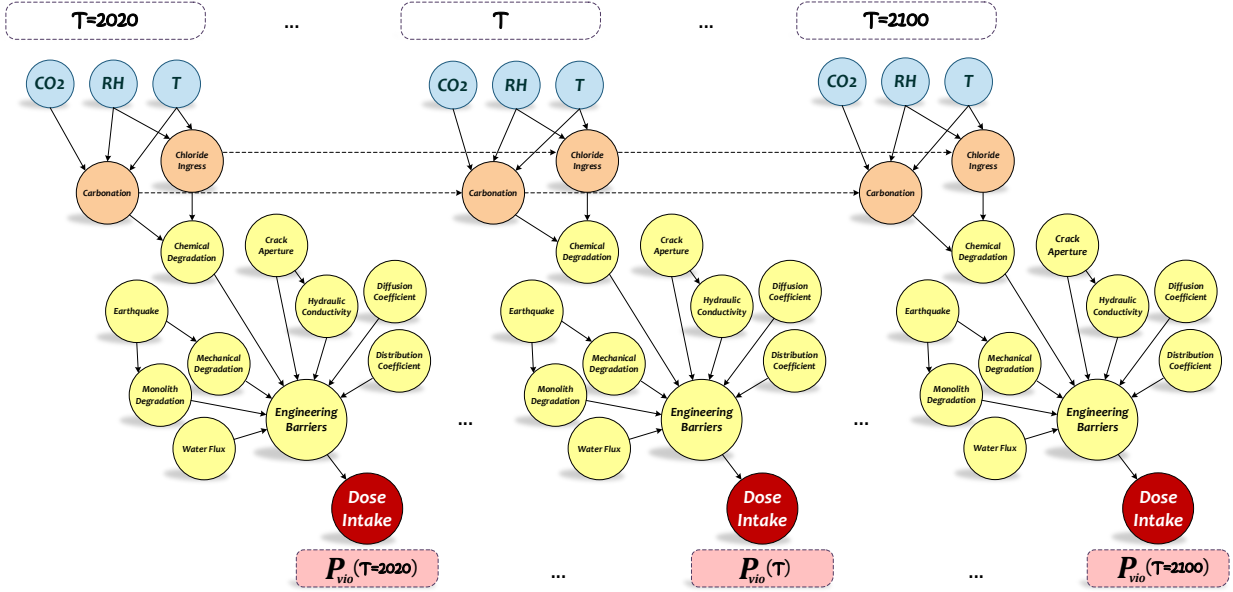 T=2020
...
T
...
T=2100
CO2
RH
T
CO2
RH
T
CO2
RH
T
Chloride
Ingress
Chloride
Ingress
Chloride
Ingress
Carbonation
Carbonation
Carbonation
Chemical
Degradation
Crack
Aperture
Chemical
Degradation
Crack
Aperture
Chemical
Degradation
Crack
Aperture
Earthquake
Hydraulic
Conductivity
Diffusion
Coefficient
Earthquake
Hydraulic
Conductivity
Diffusion
Coefficient
Earthquake
Hydraulic
Conductivity
Diffusion
Coefficient
Mechanical
Degradation
Distribution
Coefficient
Mechanical
Degradation
Distribution
Coefficient
Mechanical
Degradation
Distribution
Coefficient
Monolith
Degradation
Engineering
Barriers
...
Monolith
Degradation
Engineering
Barriers
...
Monolith
Degradation
Engineering
Barriers
Water Flux
Water Flux
Water Flux
Dose
Intake
Dose
Intake
Dose
Intake
Pvio(T=2020)
...
Pvio(T)
...
Pvio(T=2100)